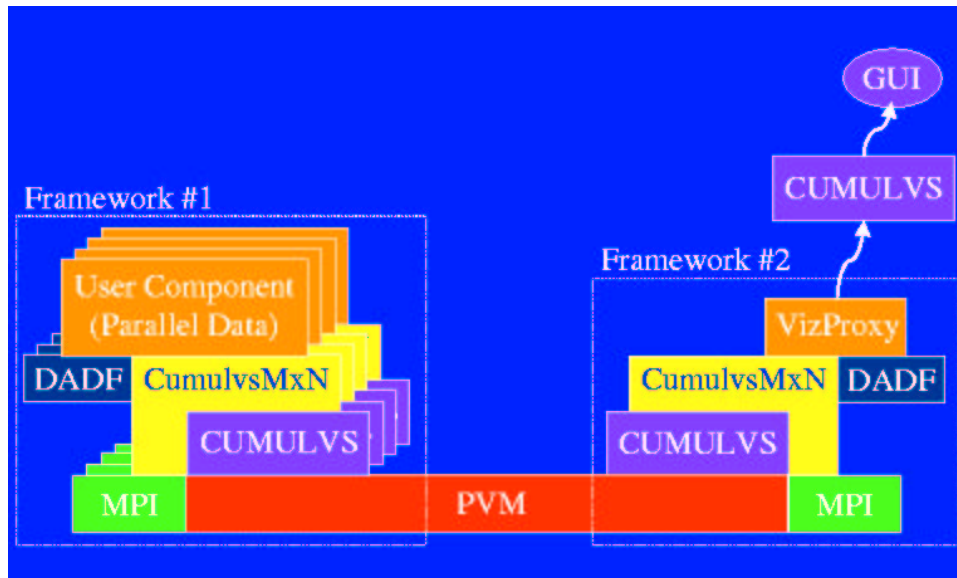 GUI
CUMULVS
Framework #1
Framework #2
User Component
(Parallel Data)
VizProxy
DADF
CumulvsMxN
CumulvsMxN
DADF
CUMULVS
CUMULVS
MPI
PVM
MPI